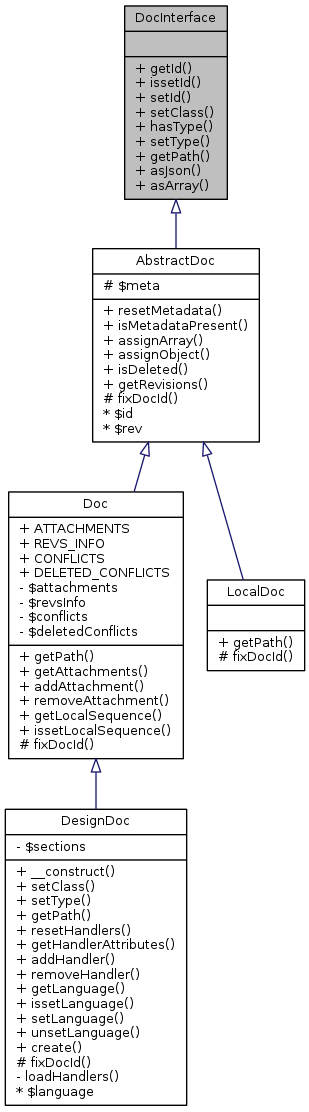 DocInterface
+ getId()
+ issetId()
+ setId()
+ setClass()
+ hasType()
+ setType()
+ getPath()
+ asJson()
+ asArray()
AbstractDoc
# $meta
+ resetMetadata()
+ isMetadataPresent()
+ assignArray()
+ assignObject()
+ isDeleted()
+ getRevisions()
# fixDocId()
* $id
* $rev
Doc
+ ATTACHMENTS
+ REVS_INFO
+ CONFLICTS
+ DELETED_CONFLICTS
- $attachments
- $revsInfo
- $conflicts
- $deletedConflicts
+ getPath()
+ getAttachments()
+ addAttachment()
+ removeAttachment()
+ getLocalSequence()
+ issetLocalSequence()
# fixDocId()
LocalDoc
+ getPath()
# fixDocId()
DesignDoc
- $sections
+ __construct()
+ setClass()
+ setType()
+ getPath()
+ resetHandlers()
+ getHandlerAttributes()
+ addHandler()
+ removeHandler()
+ getLanguage()
+ issetLanguage()
+ setLanguage()
+ unsetLanguage()
+ create()
# fixDocId()
- loadHandlers()
* $language